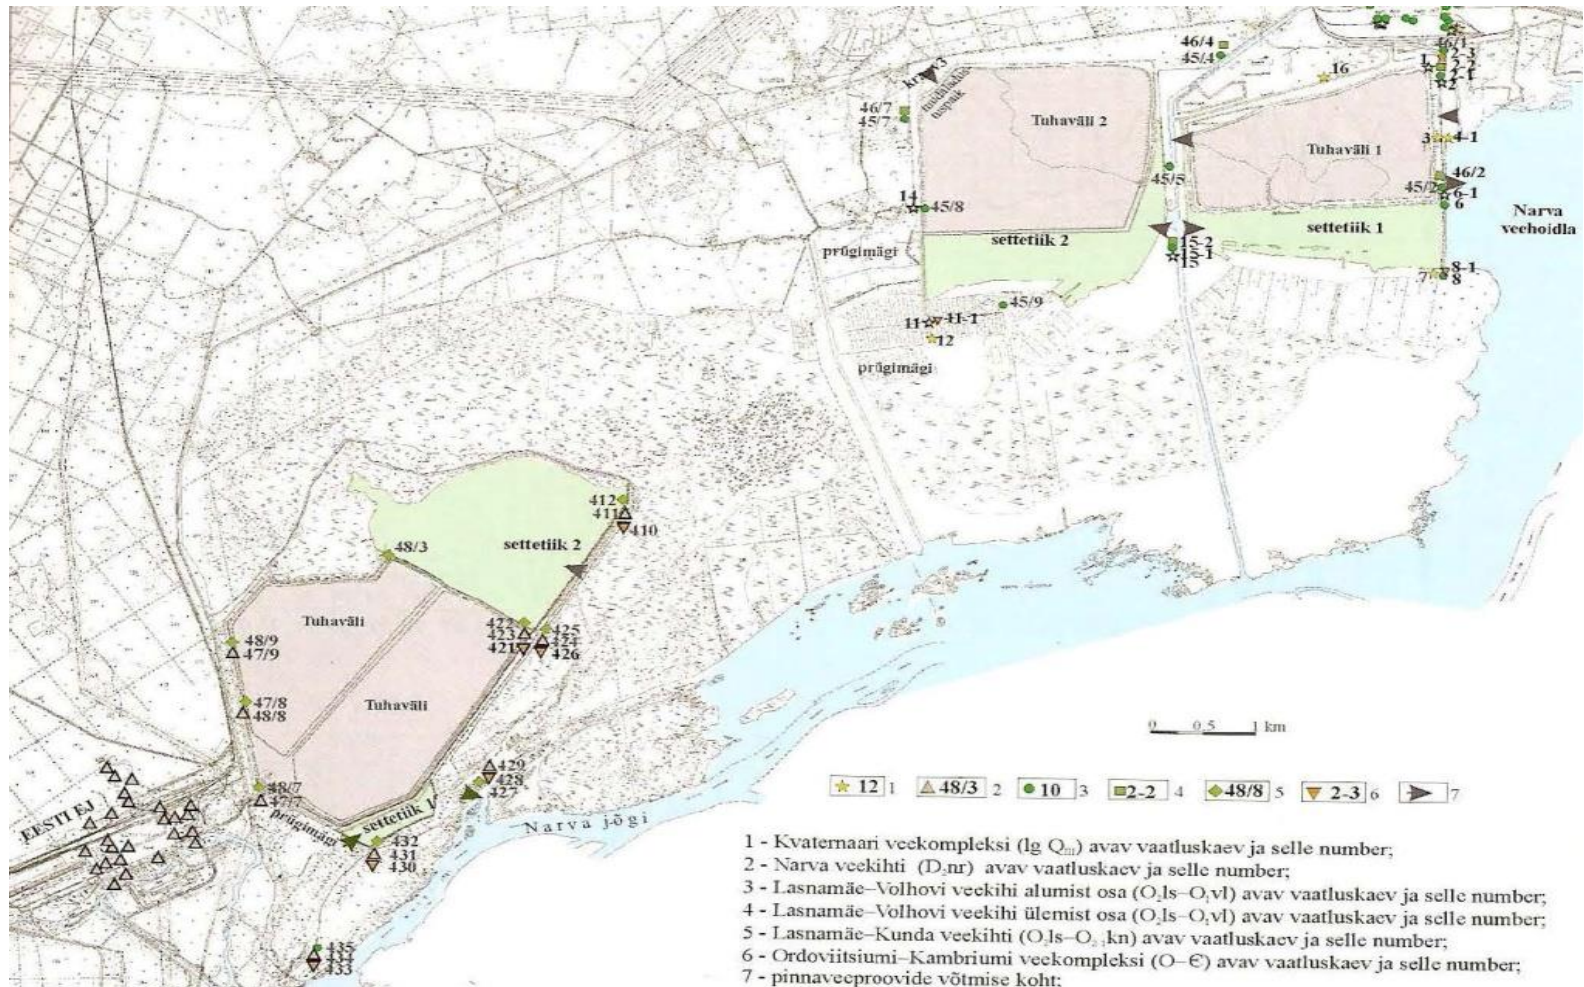 46/4
45/4
16
46/1
2-3
1
2-2
2-1
2
kraav3
46/7
45/7
Tuhaväli 2
Tuhaväli 1
3
4-1
45/5
46/2
45/2
6-1
6
14
45/8
settetiik 2
settetiik 1
Narva
veehoidla
prügimägi
15-2
15-1
15
8-1
7
8
45/9
11
11-1
12
prügimägi
412
411
410
48/3
settetiik 2
Tuhaväli
422
423
421
425
424
426
48/9
47/9
47/8
48/8
Tuhaväli
429
428
427
48/7
47/7
EESTI EJ
prügimägi
settetiik 1
432
431
430
Narva jõgi
435
434
433
0 0,5 1 km
12 1 48/3 2 10 3 2-2 4 48/8 5 2-3 6 7
1 - Kvaternaari veekompleksi (lg QIII) avav vaatluskaev ja selle number;
2 - Narva veekihti (D2nr) avav vaatluskaev ja selle number;
3 - Lasnamäe–Volhovi veekihi alumist osa (O2ls–O1vl) avav vaatluskaev ja selle number;
4 - Lasnamäe–Volhovi veekihi ülemist osa (O2ls–O1vl) avav vaatluskaev ja selle number;
5 - Lasnamäe–Kunda veekihti (O2ls–O2-1kn) avav vaatluskaev ja selle number;
6 - Ordoviitsiumi–Kambriumi veekompleksi (O–Є) avav vaatluskaev ja selle number;
7 - pinnaveeproovide võtmise koht;